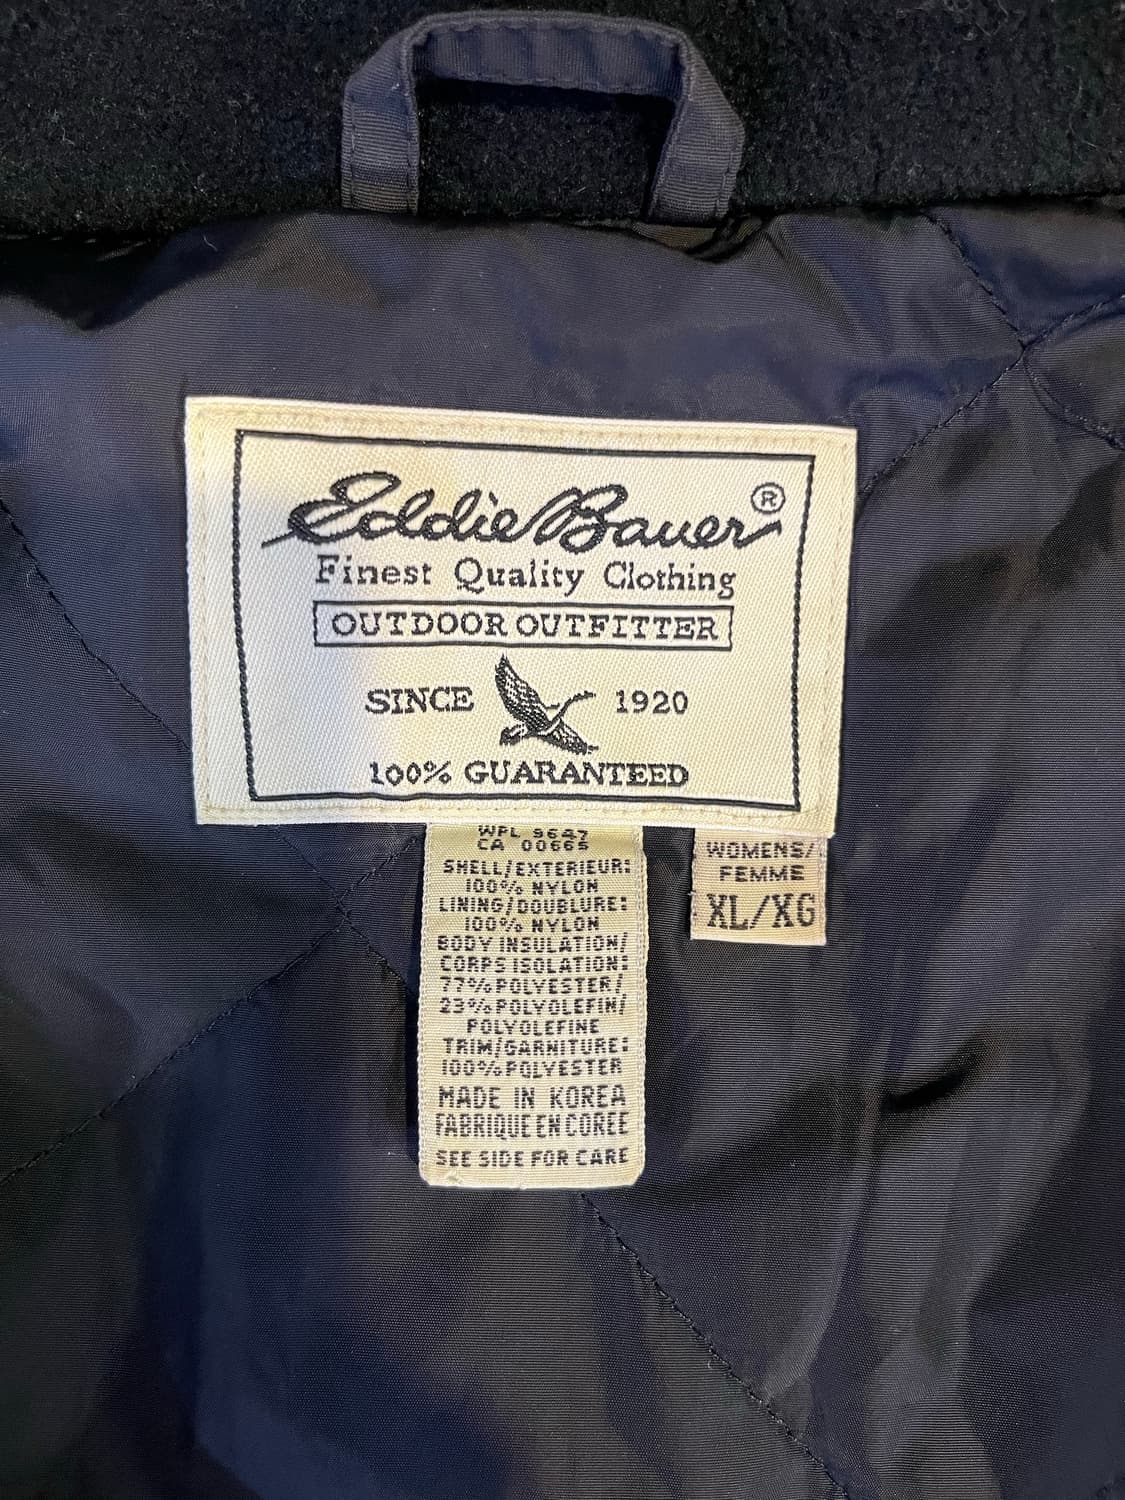 Eddie Bauer®
Finest Quality Clothing
OUTDOOR OUTFITTER
SINCE 1920
100% GUARANTEED
WPL 9647
CA 00665
SHELL/EXTERIEUR:
100% NYLON
LINING/DOUBLURE:
100% NYLON
BODY INSULATION/
CORPS ISOLATION:
77% POLYESTER/
23% POLYOLEFIN/
POLYOLEFINE
TRIM/GARNITURE:
100% POLYESTER
MADE IN KOREA
FABRIQUE EN COREE
SEE SIDE FOR CARE
WOMENS/
FEMME
XL/XG